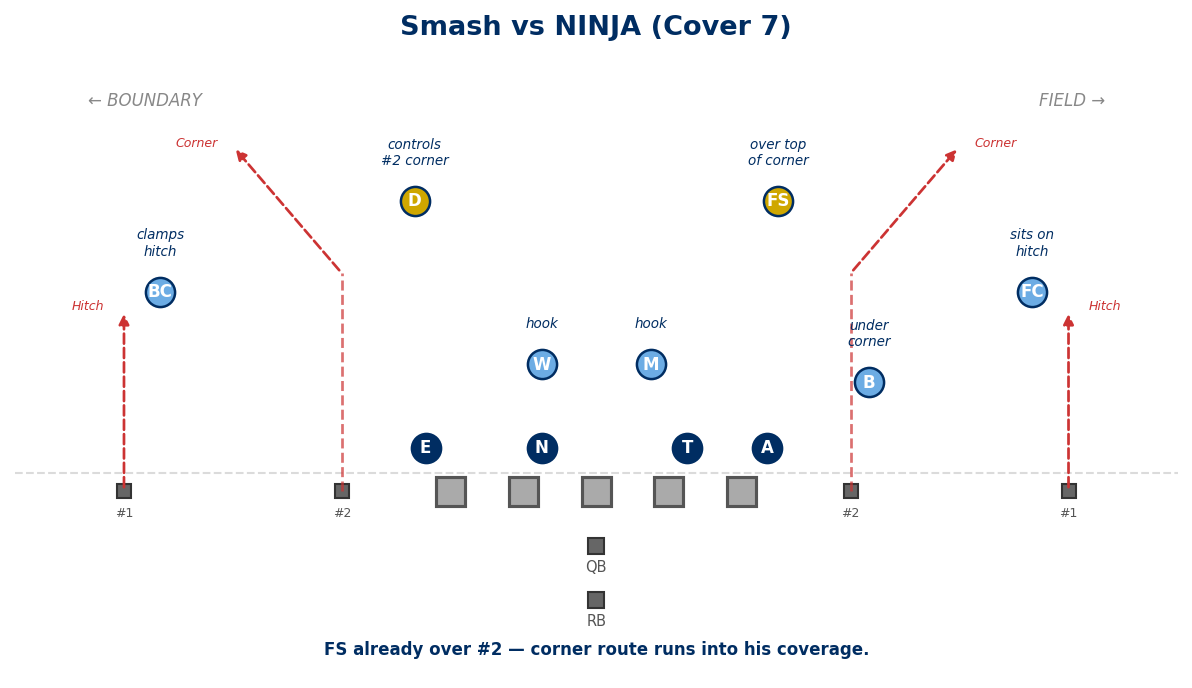 Smash vs NINJA (Cover 7)
← BOUNDARY
FIELD →
Corner
controls
#2 corner
over top
of corner
Corner
D
FS
clamps
hitch
sits on
hitch
BC
FC
Hitch
Hitch
hook
hook
under
corner
W
M
B
E
N
T
A
#1
#2
#2
#1
QB
RB
FS already over #2 — corner route runs into his coverage.